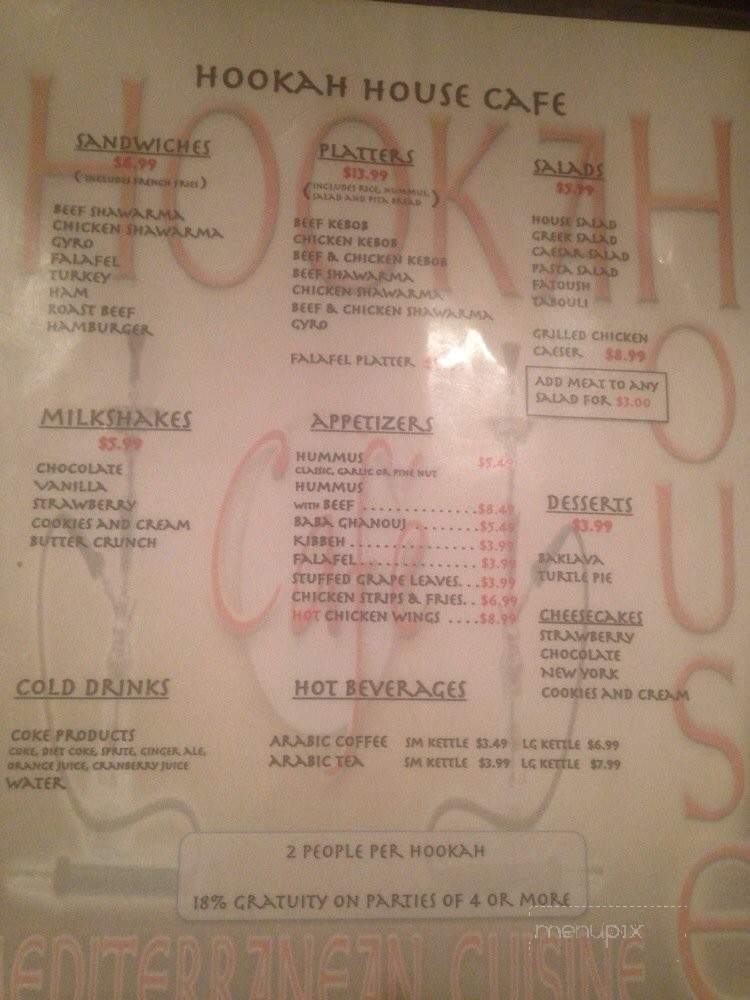 HOOKAH HOUSE CAFE
SANDWICHES
$6.99
(INCLUDES FRENCH FRIES)
BEEF SHAWARMA
CHICKEN SHAWARMA
GYRO
FALAFEL
TURKEY
HAM
ROAST BEEF
HAMBURGER
PLATTERS
$13.99
(INCLUDES RICE, HUMMUS,
SALAD AND PITA BREAD)
BEEF KEBOB
CHICKEN KEBOB
BEEF & CHICKEN KEBOB
BEEF SHAWARMA
CHICKEN SHAWARMA
BEEF & CHICKEN SHAWARMA
GYRO
FALAFEL PLATTER
SALADS
$5.99
HOUSE SALAD
GREEK SALAD
CAESAR SALAD
PASTA SALAD
FATOUSH
TABOULI
GRILLED CHICKEN
CAESER $8.99
ADD MEAT TO ANY
SALAD FOR $3.00
MILKSHAKES
$5.99
CHOCOLATE
VANILLA
STRAWBERRY
COOKIES AND CREAM
BUTTER CRUNCH
APPETIZERS
HUMMUS $5.49
CLASSIC, GARLIC OR PINE NUT
HUMMUS
WITH BEEF .............$8.49
BABA GHANOUJ ........$5.49
KIBBEH ................$3.99
FALAFEL...............$3.99
STUFFED GRAPE LEAVES...$3.99
CHICKEN STRIPS & FRIES..$6.99
HOT CHICKEN WINGS ....$8.99
DESSERTS
$3.99
BAKLAVA
TURTLE PIE
CHEESECAKES
STRAWBERRY
CHOCOLATE
NEW YORK
COOKIES AND CREAM
COLD DRINKS
COKE PRODUCTS
COKE, DIET COKE, SPRITE, GINGER ALE,
ORANGE JUICE, CRANBERRY JUICE
WATER
HOT BEVERAGES
ARABIC COFFEE SM KETTLE $3.49 LG KETTLE $6.99
ARABIC TEA SM KETTLE $3.99 LG KETTLE $7.99
2 PEOPLE PER HOOKAH
18% GRATUITY ON PARTIES OF 4 OR MORE
HOOKAH
HOUSE
Cafe
MEDITERRANEAN CUISINE
menupix